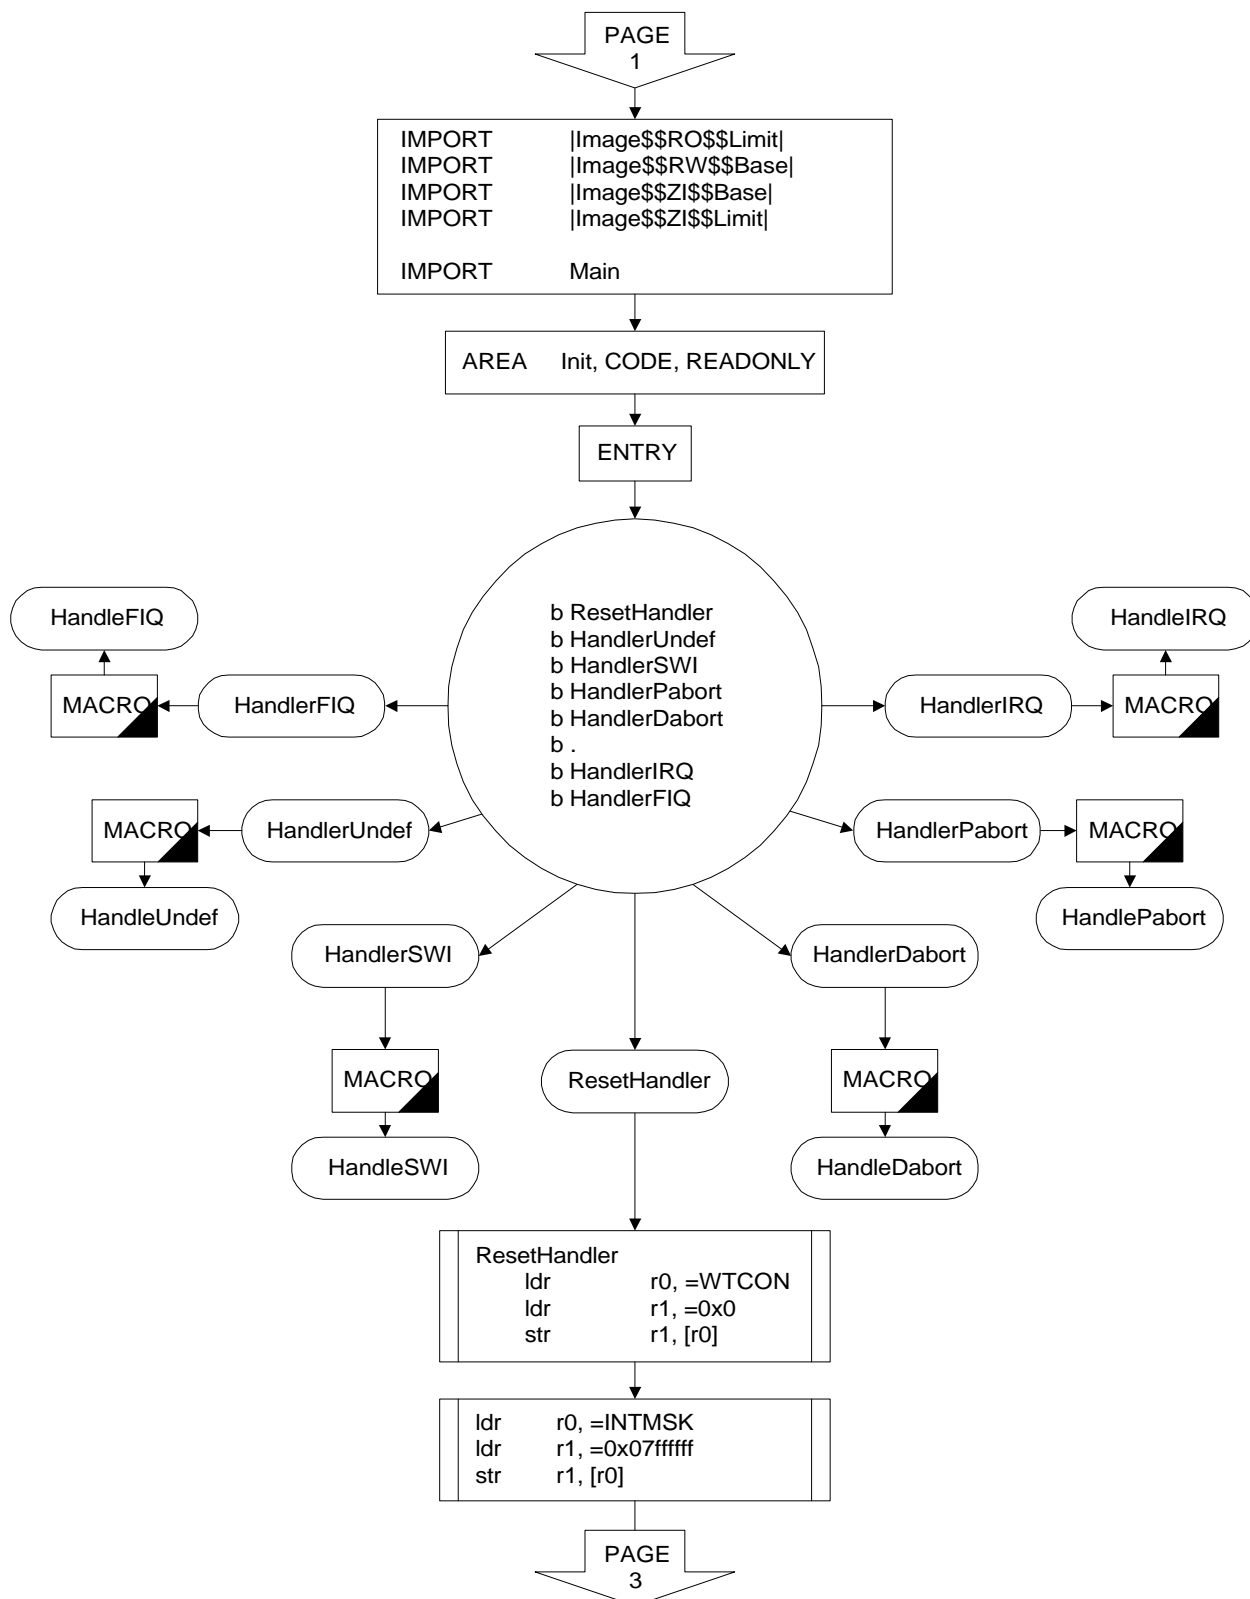 PAGE
1
IMPORT |Image$$RO$$Limit|
IMPORT |Image$$RW$$Base|
IMPORT |Image$$ZI$$Base|
IMPORT |Image$$ZI$$Limit|
IMPORT Main
AREA Init, CODE, READONLY
ENTRY
b ResetHandler
b HandlerUndef
b HandlerSWI
b HandlerPabort
b HandlerDabort
b .
b HandlerIRQ
b HandlerFIQ
HandleFIQ
MACRO
HandlerFIQ
HandleIRQ
HandlerIRQ
MACRO
MACRO
HandlerUndef
HandleUndef
HandlerPabort
MACRO
HandlePabort
HandlerSWI
MACRO
HandleSWI
ResetHandler
HandlerDabort
MACRO
HandleDabort
ResetHandler
ldr r0, =WTCON
ldr r1, =0x0
str r1, [r0]
ldr r0, =INTMSK
ldr r1, =0x07ffffff
str r1, [r0]
PAGE
3